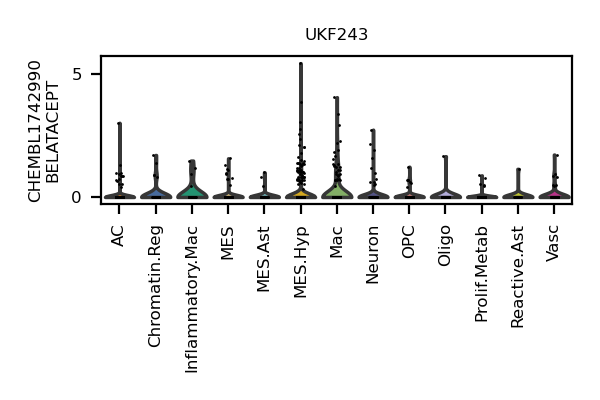 UKF243
CHEMBL1742990
BELATACEPT
5
0
AC
Chromatin.Reg
Inflammatory.Mac
MES
MES.Ast
MES.Hyp
Mac
Neuron
OPC
Oligo
Prolif.Metab
Reactive.Ast
Vasc